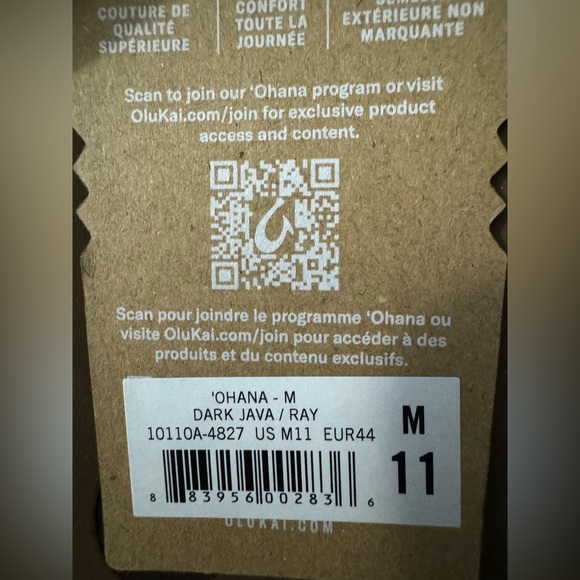 COUTURE DE
QUALITÉ
SUPÉRIEURE
CONFORT
TOUTE LA
JOURNÉE
SEMELLE
EXTÉRIEURE NON
MARQUANTE
Scan to join our ‘Ohana program or visit
OluKai.com/join for exclusive product
access and content.
Scan pour joindre le programme ‘Ohana ou
visite OluKai.com/join pour accéder à des
produits et du contenu exclusifs.
'OHANA - M
DARK JAVA / RAY
10110A-4827 US M11 EUR44
M
11
8 83956 00283 6
OLUKAI.COM